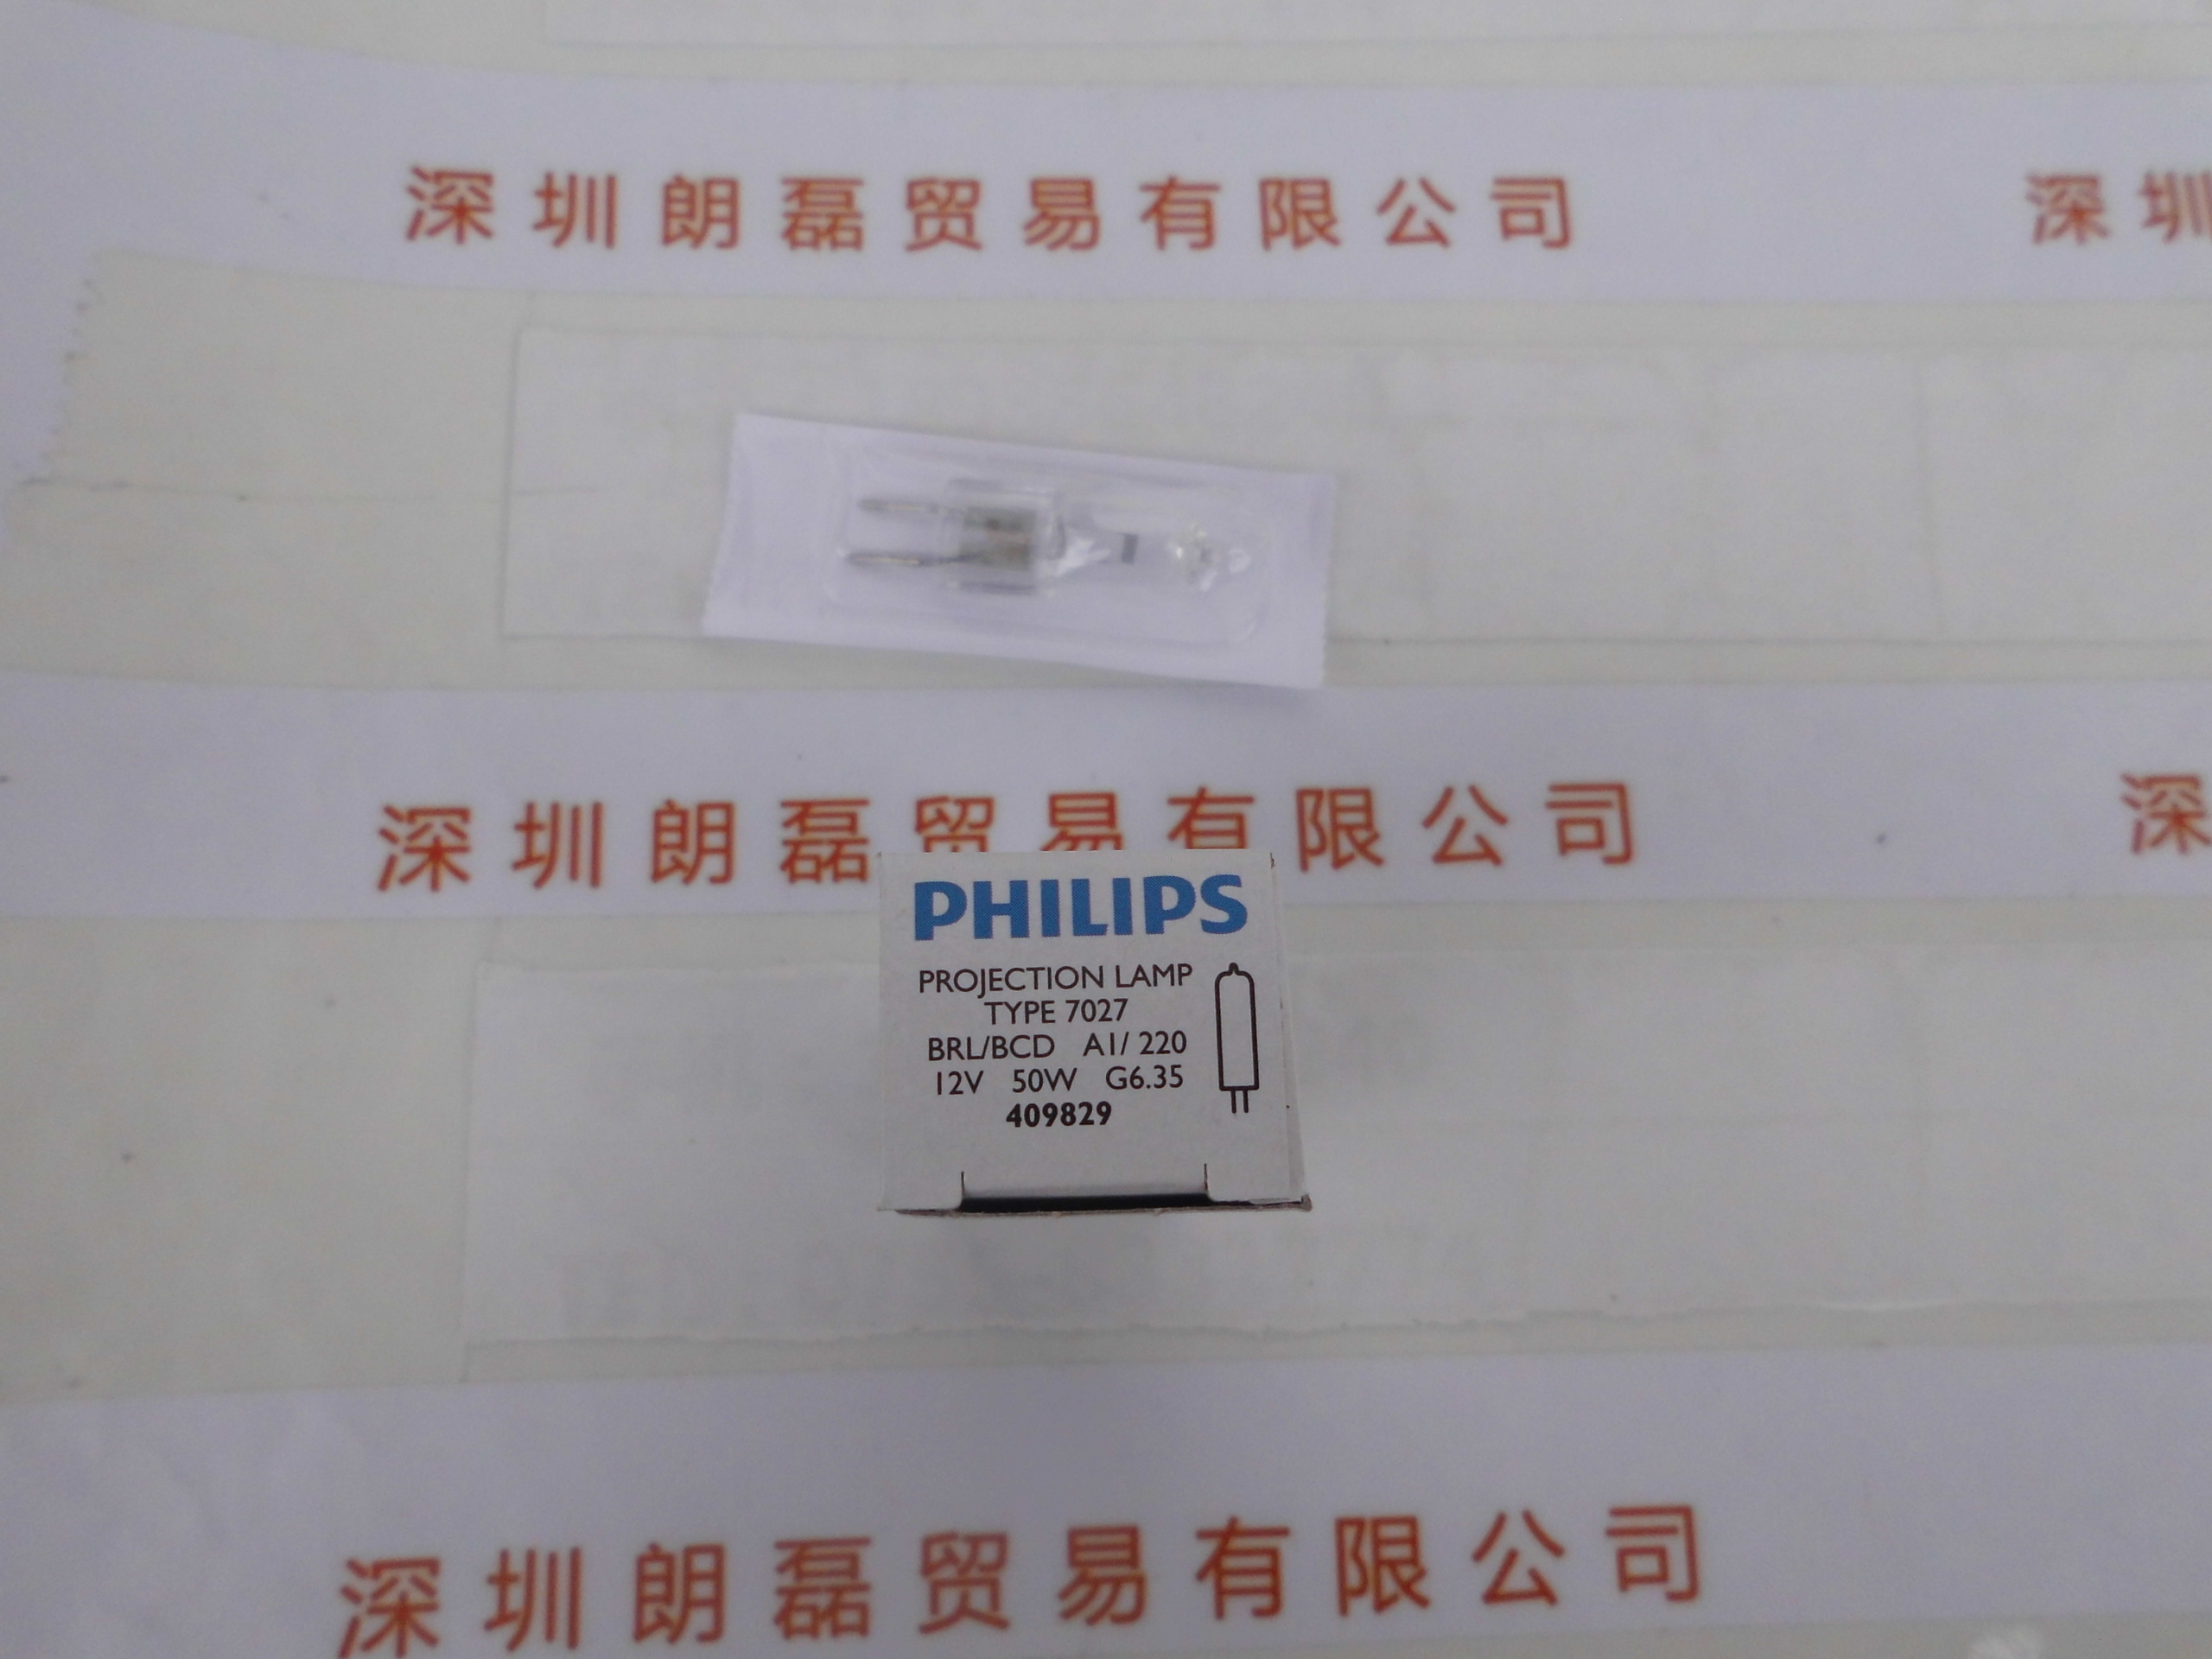 深圳朗磊贸易有限公司 深圳
深圳朗磊贸易有限公司 深
PHILIPS
PROJECTION LAMP
TYPE 7027
BRL/BCD A1/ 220
12V 50W G6.35
409829
深圳朗磊贸易有限公司